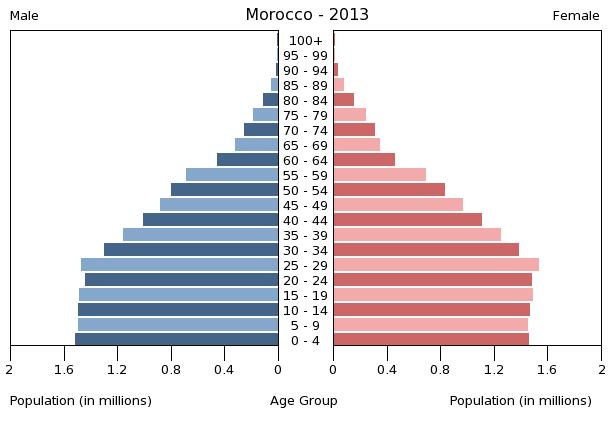 Male Morocco - 2013 Female
100+
95 - 99
90 - 94
85 - 89
80 - 84
75 - 79
70 - 74
65 - 69
60 - 64
55 - 59
50 - 54
45 - 49
40 - 44
35 - 39
30 - 34
25 - 29
20 - 24
15 - 19
10 - 14
5 - 9
0 - 4
2 1.6 1.2 0.8 0.4 0 0 0.4 0.8 1.2 1.6 2
Population (in millions) Age Group Population (in millions)